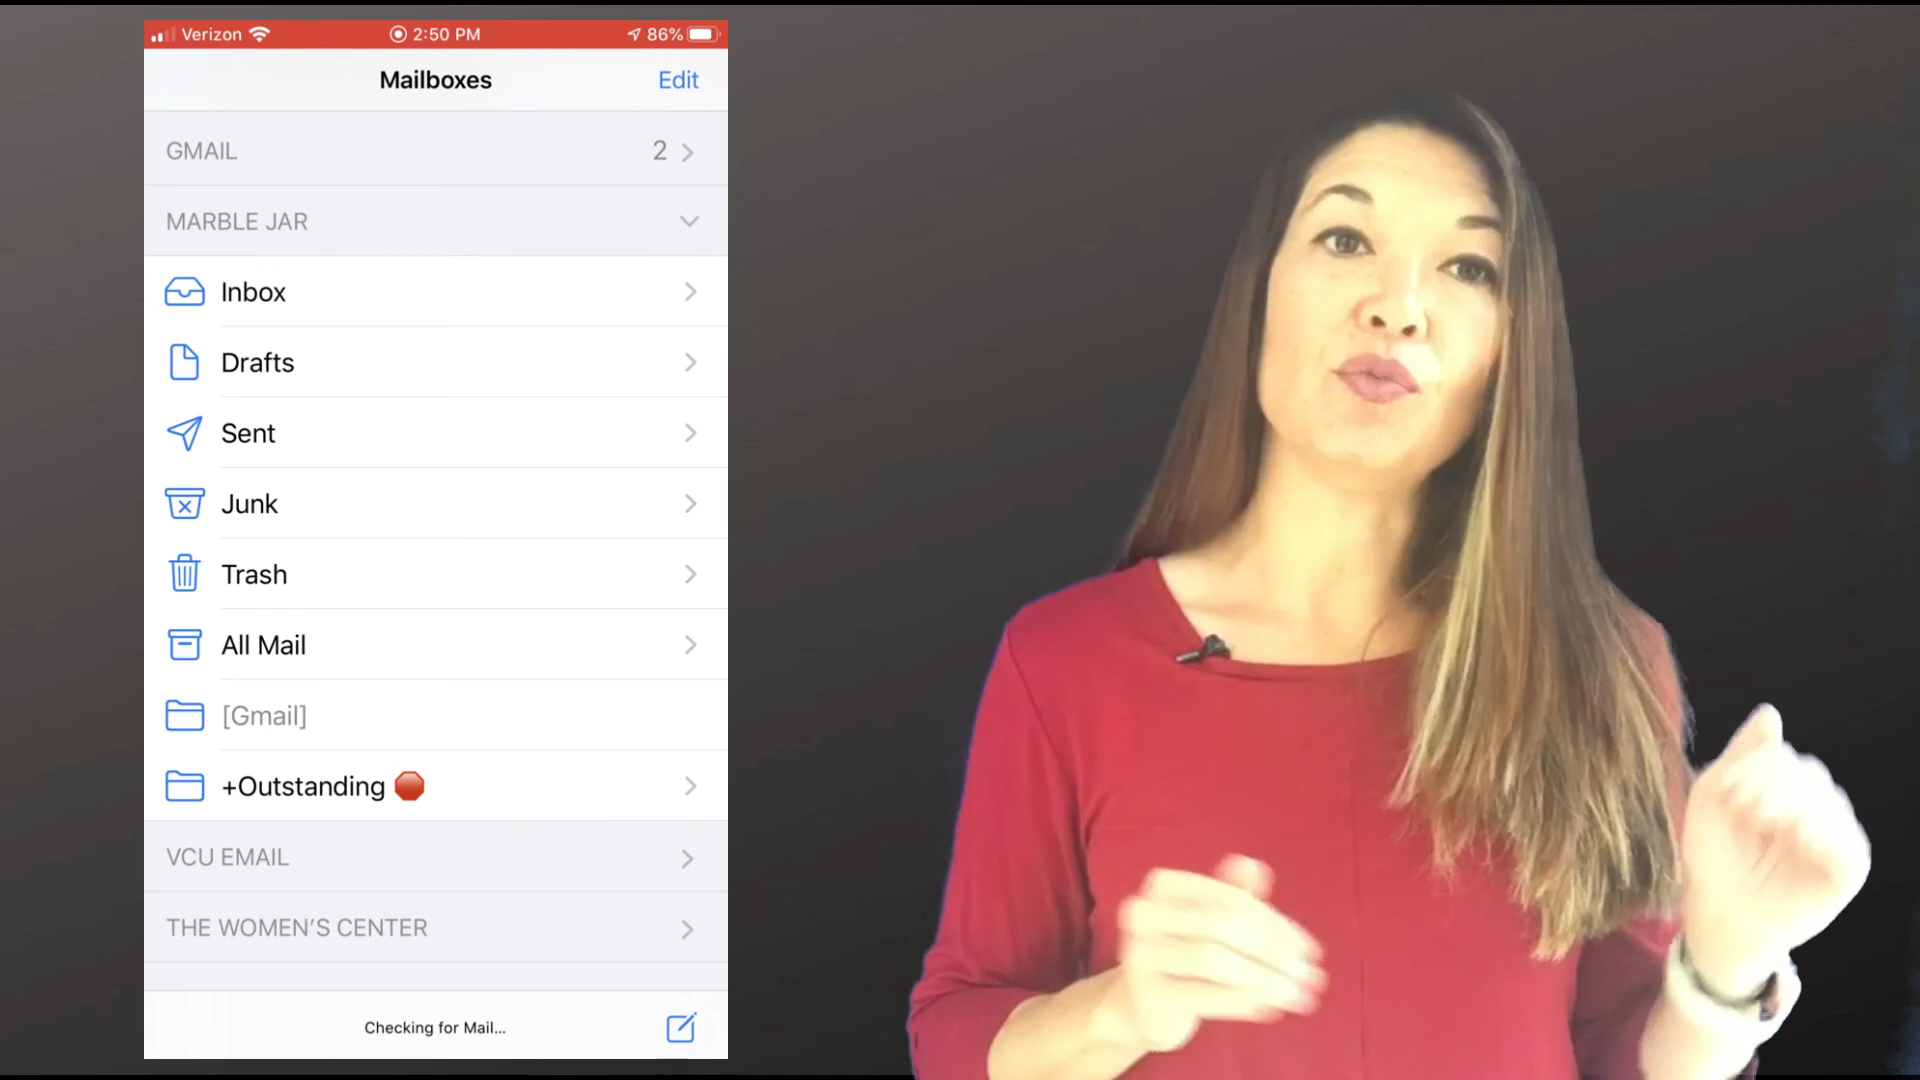 Verizon 2:50 PM 86%
Mailboxes Edit
GMAIL 2
MARBLE JAR
Inbox
Drafts
Sent
Junk
Trash
All Mail
[Gmail]
+Outstanding 🛑
VCU EMAIL
THE WOMEN'S CENTER
Checking for Mail...